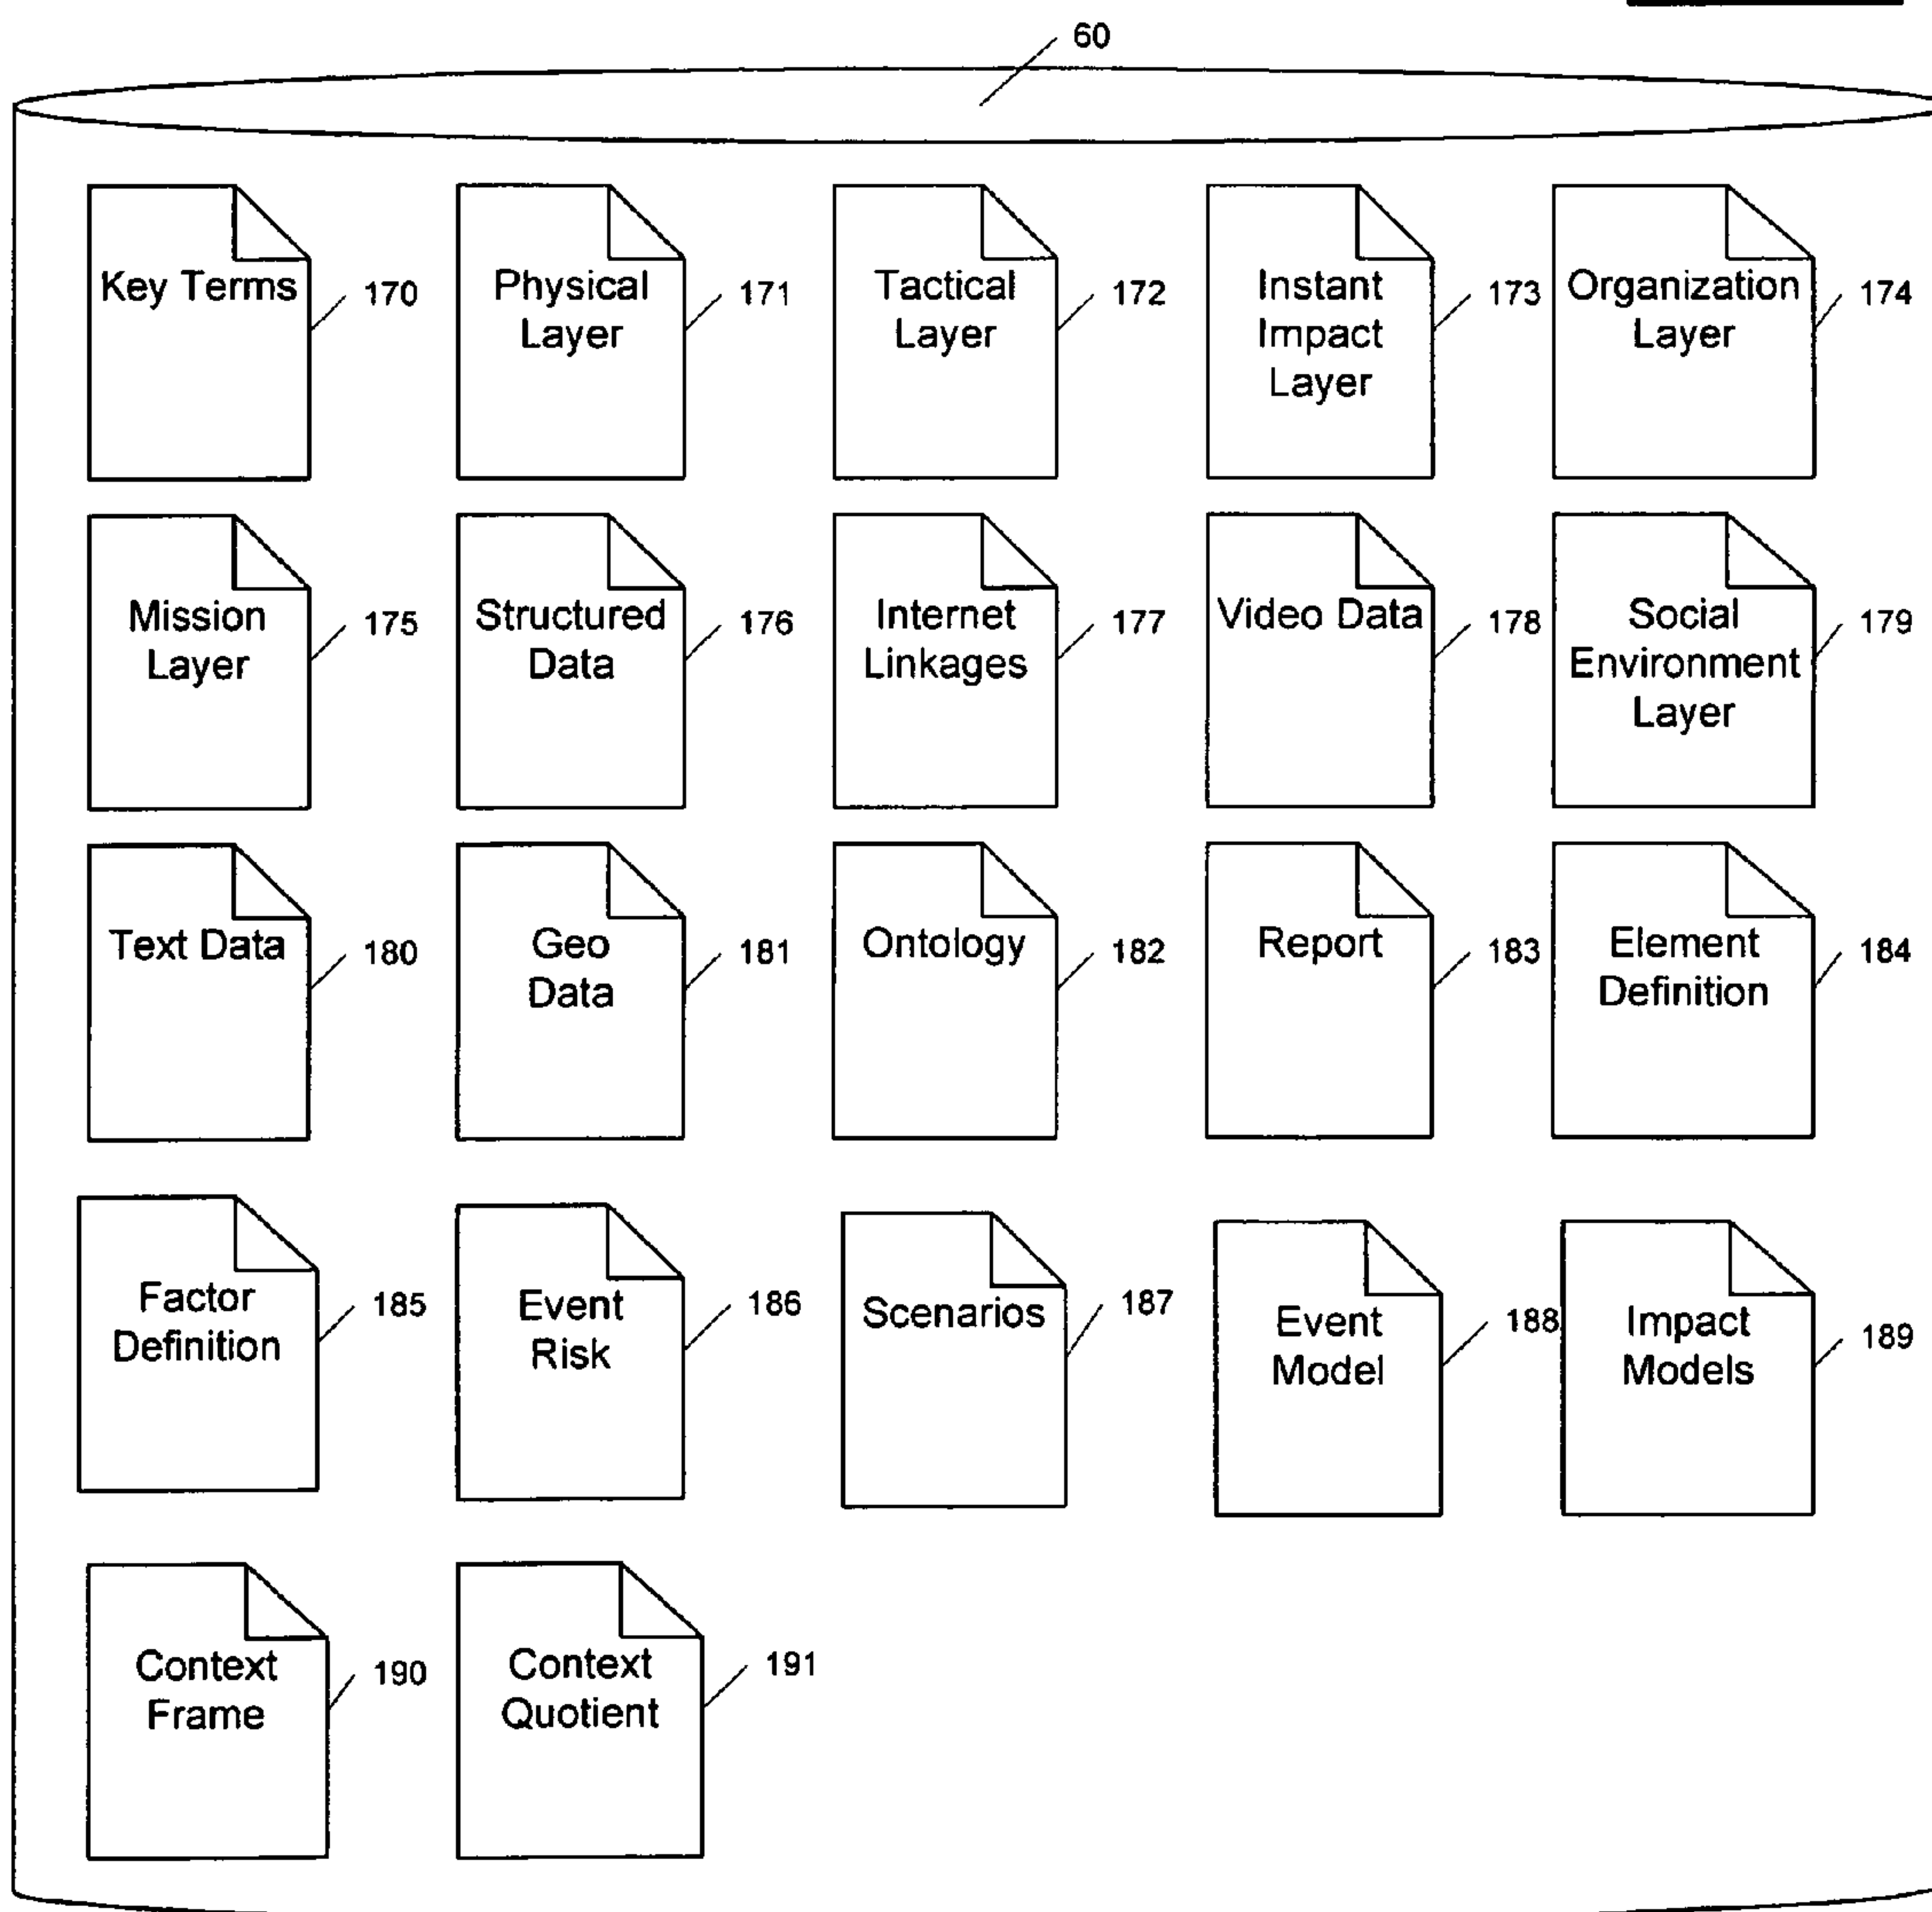 60
Key Terms
170
Physical
Layer
171
Tactical
Layer
172
Instant
Impact
Layer
173
Organization
Layer
174
Mission
Layer
175
Structured
Data
176
Internet
Linkages
177
Video Data
178
Social
Environment
Layer
179
Text Data
180
Geo
Data
181
Ontology
182
Report
183
Element
Definition
184
Factor
Definition
185
Event
Risk
186
Scenarios
187
Event
Model
188
Impact
Models
189
Context
Frame
190
Context
Quotient
191